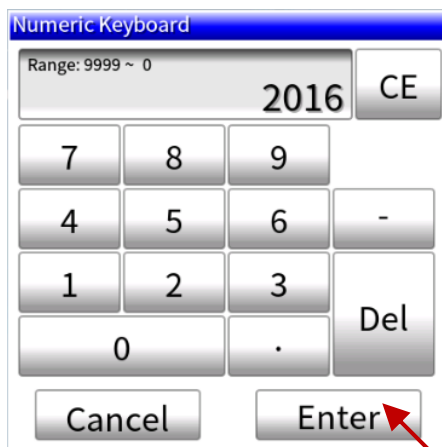 Numeric Keyboard
Range: 9999 ~ 0
2016 CE
7 8 9
4 5 6 -
1 2 3
Del
0 .
Cancel Enter